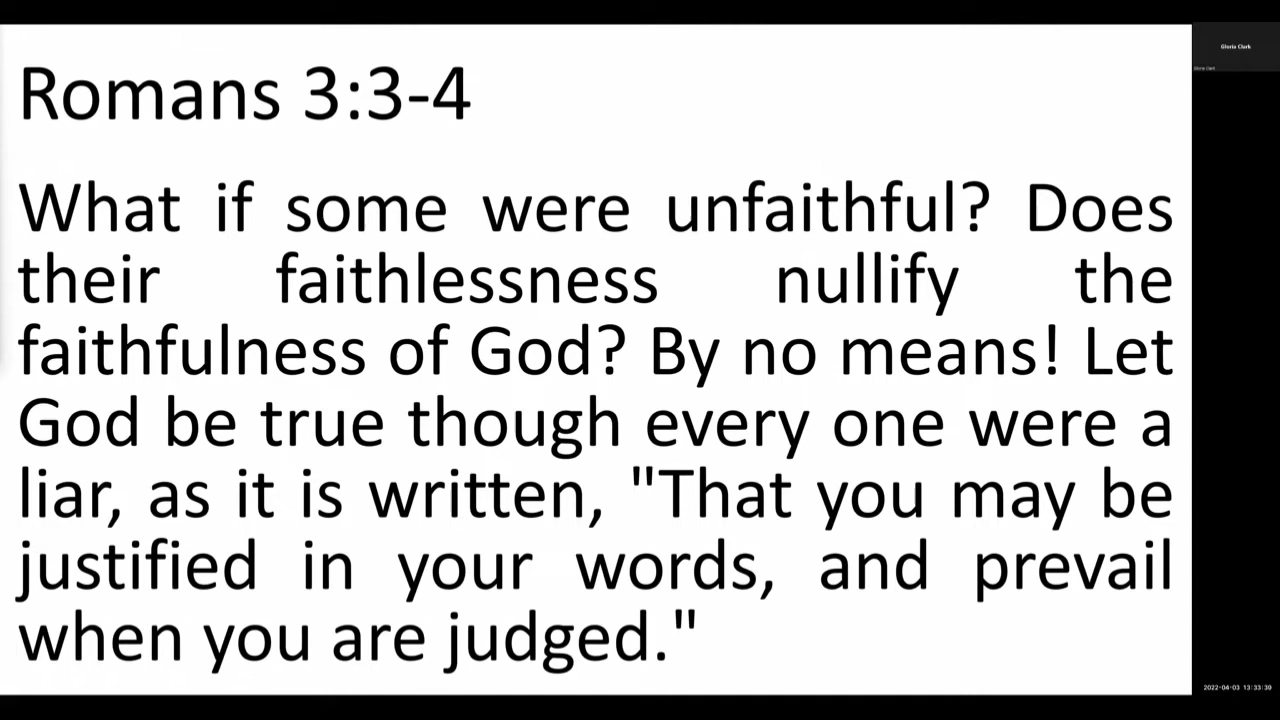 Romans 3:3-4
What if some were unfaithful? Does
their faithlessness nullify the
faithfulness of God? By no means! Let
God be true though every one were a
liar, as it is written, "That you may be
justified in your words, and prevail
when you are judged."
Gloria Clark
Gloria Clark
2022-04-03 13:33:39